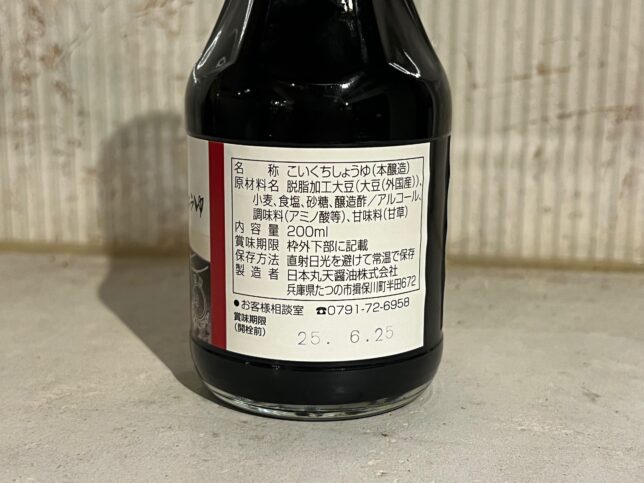 名称 こいくちしょうゆ(本醸造)
原材料名 脱脂加工大豆(大豆(外国産))、
小麦、食塩、砂糖、醸造酢/アルコール、
調味料(アミノ酸等)、甘味料(甘草)
内容量 200ml
賞味期限 枠外下部に記載
保存方法 直射日光を避けて常温で保存
製造者 日本丸天醤油株式会社
兵庫県たつの市揖保川町半田672
●お客様相談室 ☎0791-72-6958
賞味期限
(開栓前)
25. 6.25